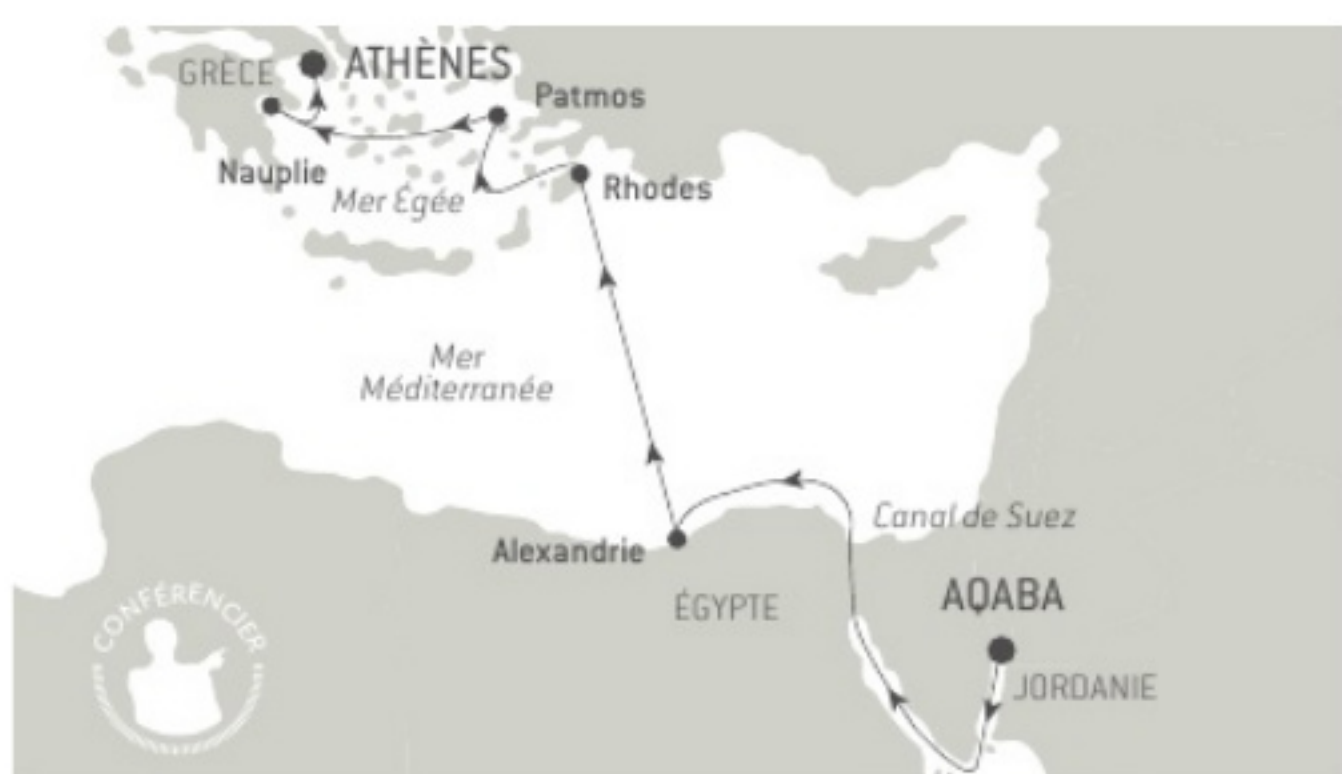 GRÈCE
ATHÈNES
Patmos
Nauplie
Mer Égée
Rhodes
Mer
Méditerranée
Canal de Suez
Alexandrie
ÉGYPTE
AQABA
JORDANIE
CONFÉRENCIER